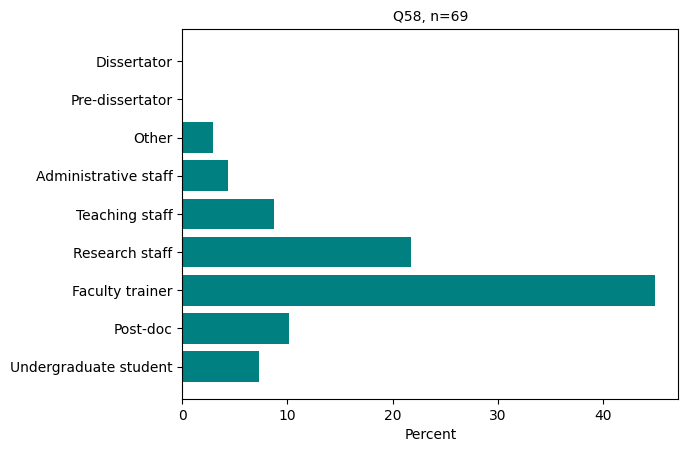 Q58, n=69
Dissertator
Pre-dissertator
Other
Administrative staff
Teaching staff
Research staff
Faculty trainer
Post-doc
Undergraduate student
0 10 20 30 40
Percent